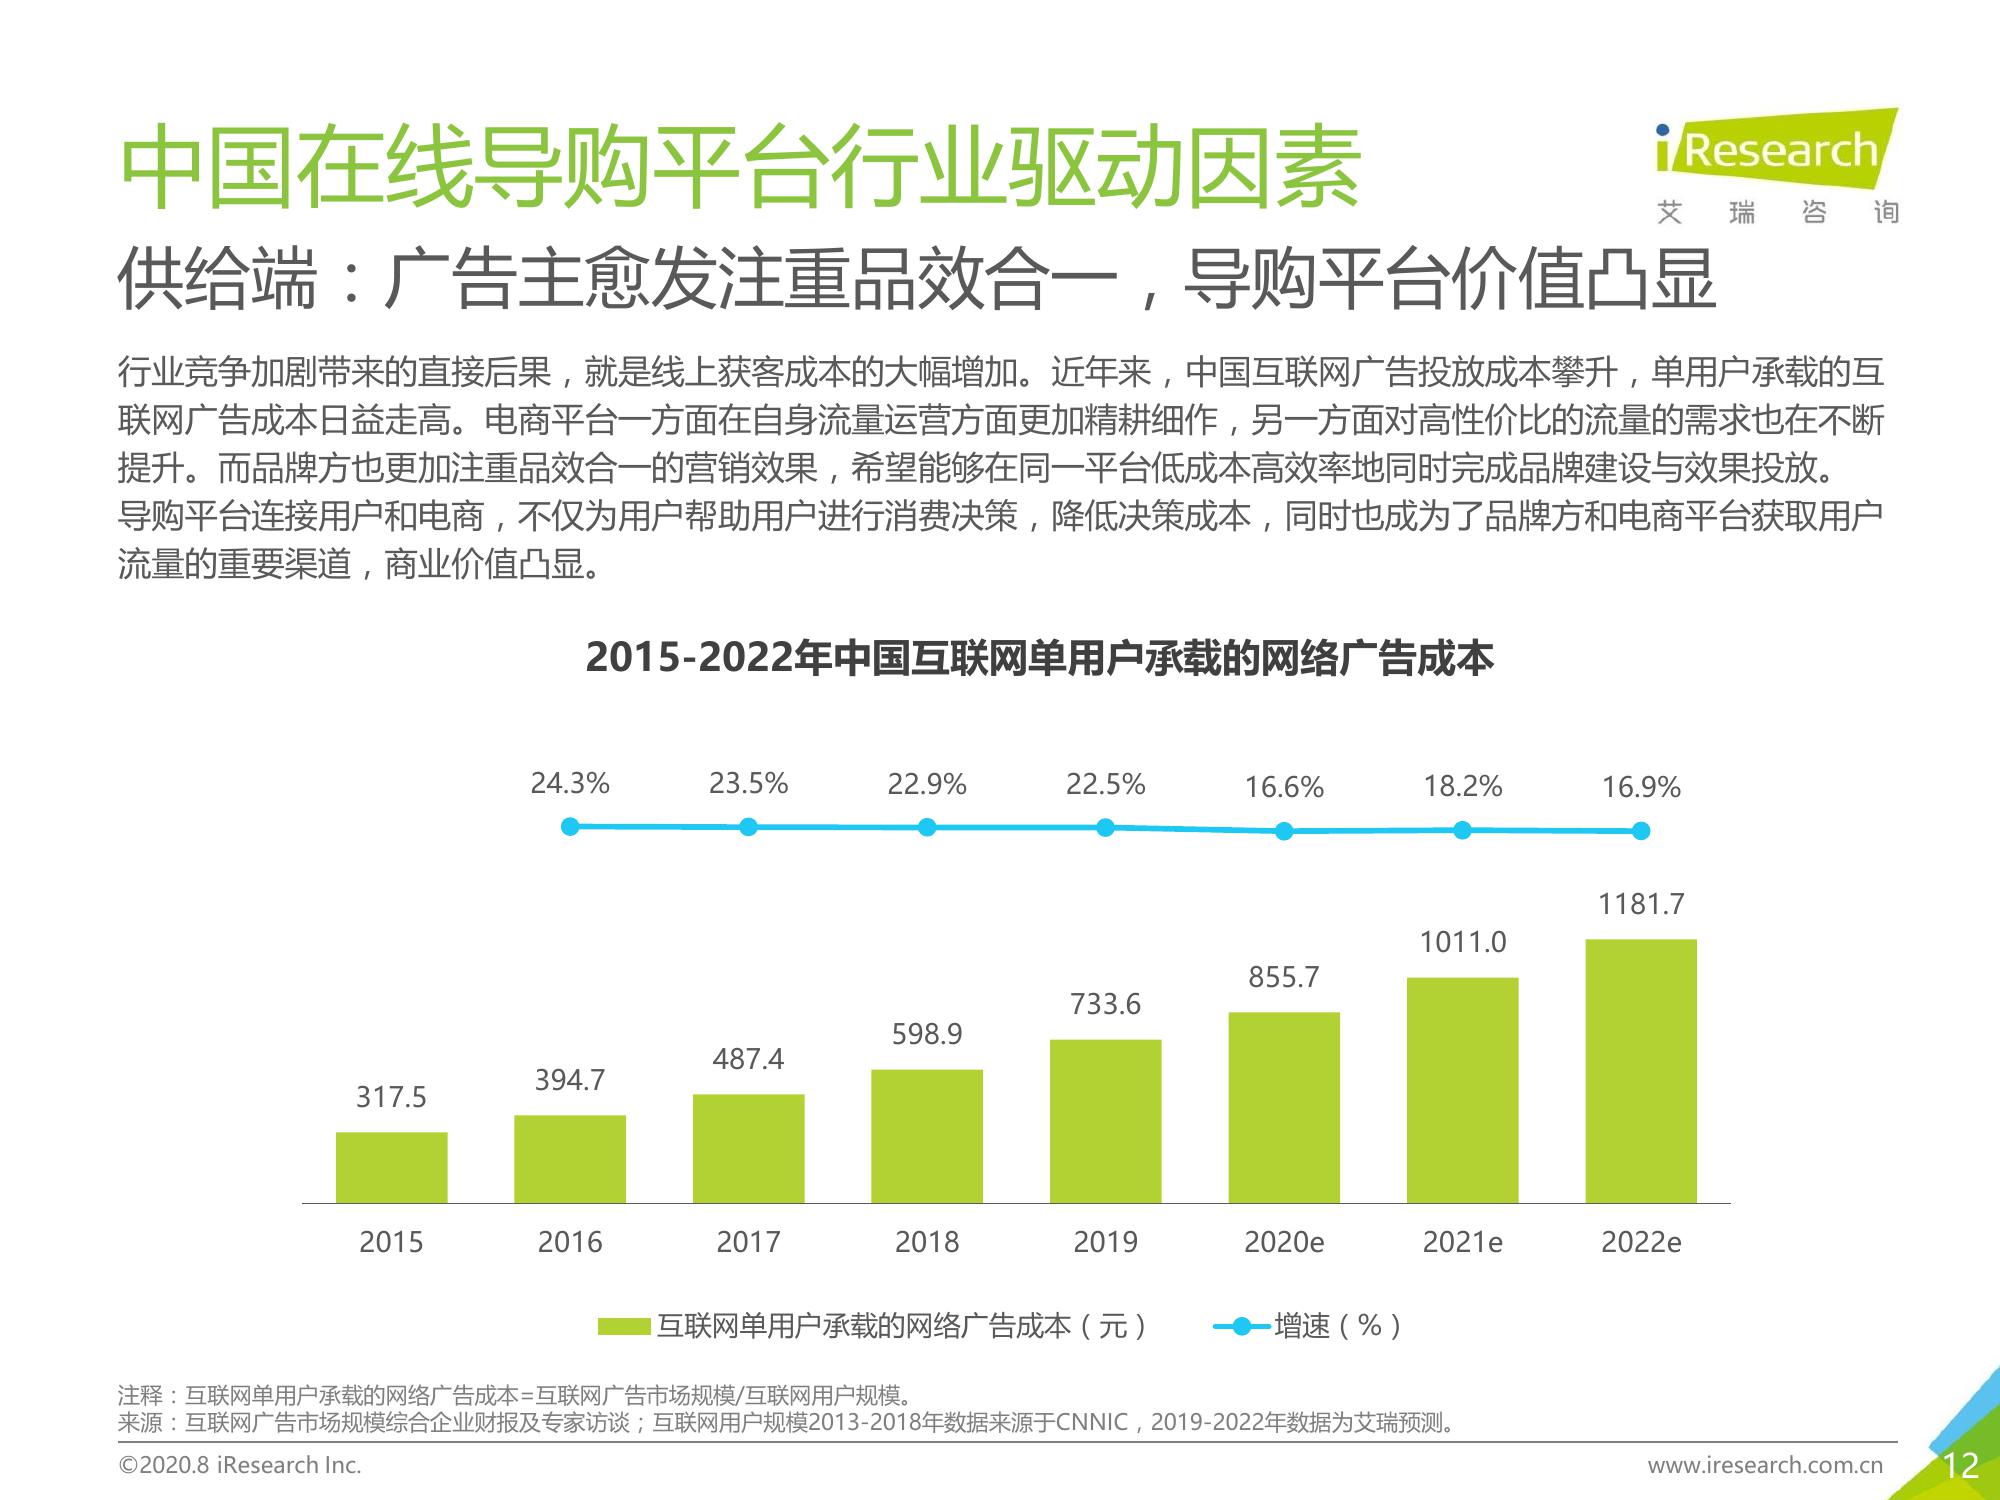 中国在线导购平台行业驱动因素
iResearch
艾瑞咨询
供给端：广告主愈发注重品效合一，导购平台价值凸显
行业竞争加剧带来的直接后果，就是线上获客成本的大幅增加。近年来，中国互联网广告投放成本攀升，单用户承载的互
联网广告成本日益走高。电商平台一方面在自身流量运营方面更加精耕细作，另一方面对高性价比的流量的需求也在不断
提升。而品牌方也更加注重品效合一的营销效果，希望能够在同一平台低成本高效率地同时完成品牌建设与效果投放。
导购平台连接用户和电商，不仅为用户帮助用户进行消费决策，降低决策成本，同时也成为了品牌方和电商平台获取用户
流量的重要渠道，商业价值凸显。
2015-2022年中国互联网单用户承载的网络广告成本
24.3% 23.5% 22.9% 22.5% 16.6% 18.2% 16.9%
317.5 394.7 487.4 598.9 733.6 855.7 1011.0 1181.7
2015 2016 2017 2018 2019 2020e 2021e 2022e
互联网单用户承载的网络广告成本（元） 增速（%）
注释：互联网单用户承载的网络广告成本=互联网广告市场规模/互联网用户规模。
来源：互联网广告市场规模综合企业财报及专家访谈；互联网用户规模2013-2018年数据来源于CNNIC，2019-2022年数据为艾瑞预测。
©2020.8 iResearch Inc. www.iresearch.com.cn 12